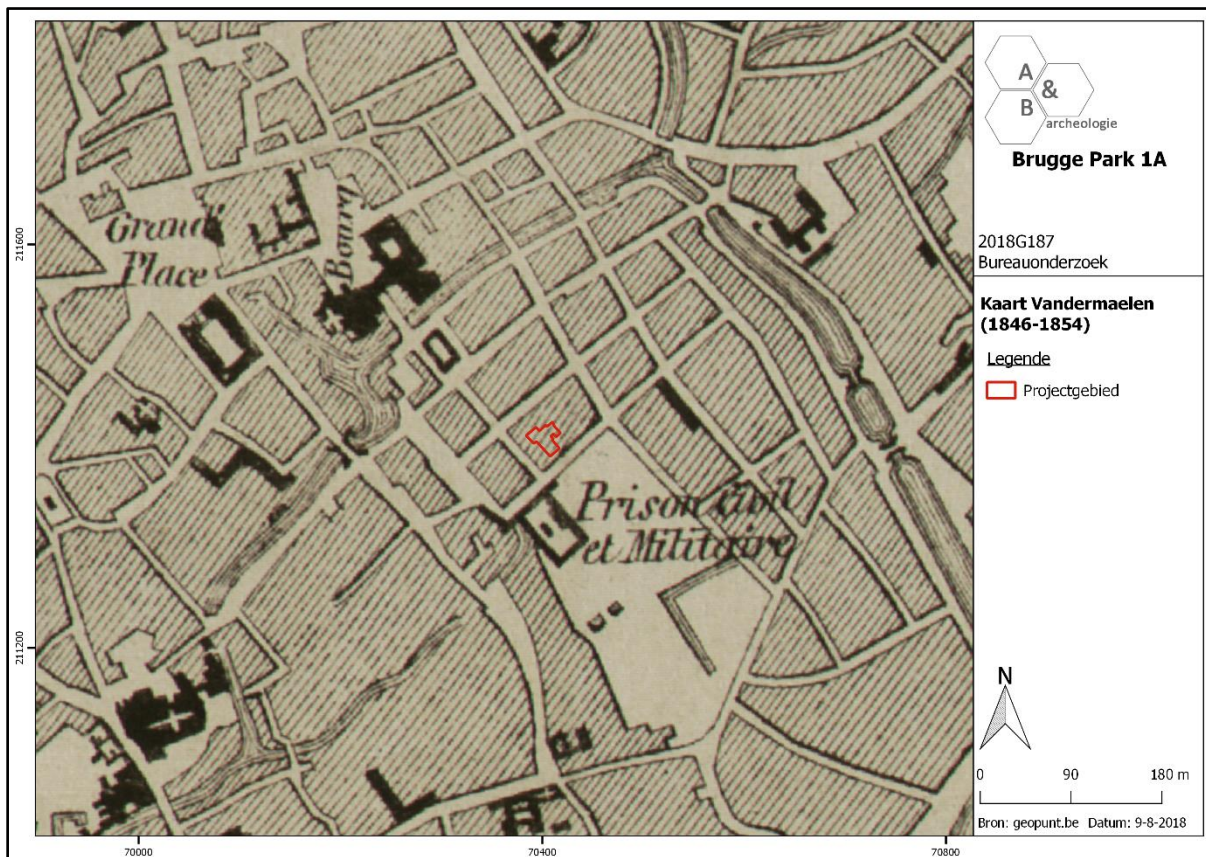 Grand
Place
Bourg
Prison Civil
et Militaire
211600
211200
70000
70400
70800
A
&
B
archeologie
Brugge Park 1A
2018G187
Bureauonderzoek
Kaart Vandermaelen
(1846-1854)
Legende
Projectgebied
N
0 90 180 m
Bron: geopunt.be Datum: 9-8-2018